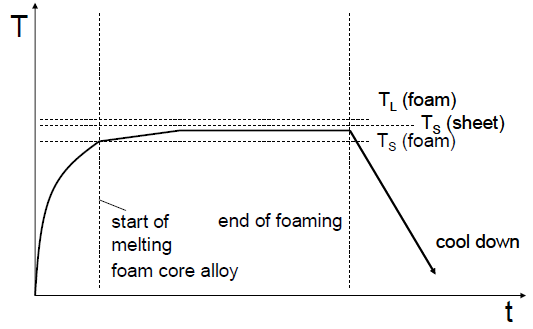 T
T_L (foam)
T_S (sheet)
T_S (foam)
start of
melting
foam core alloy
end of foaming
cool down
t